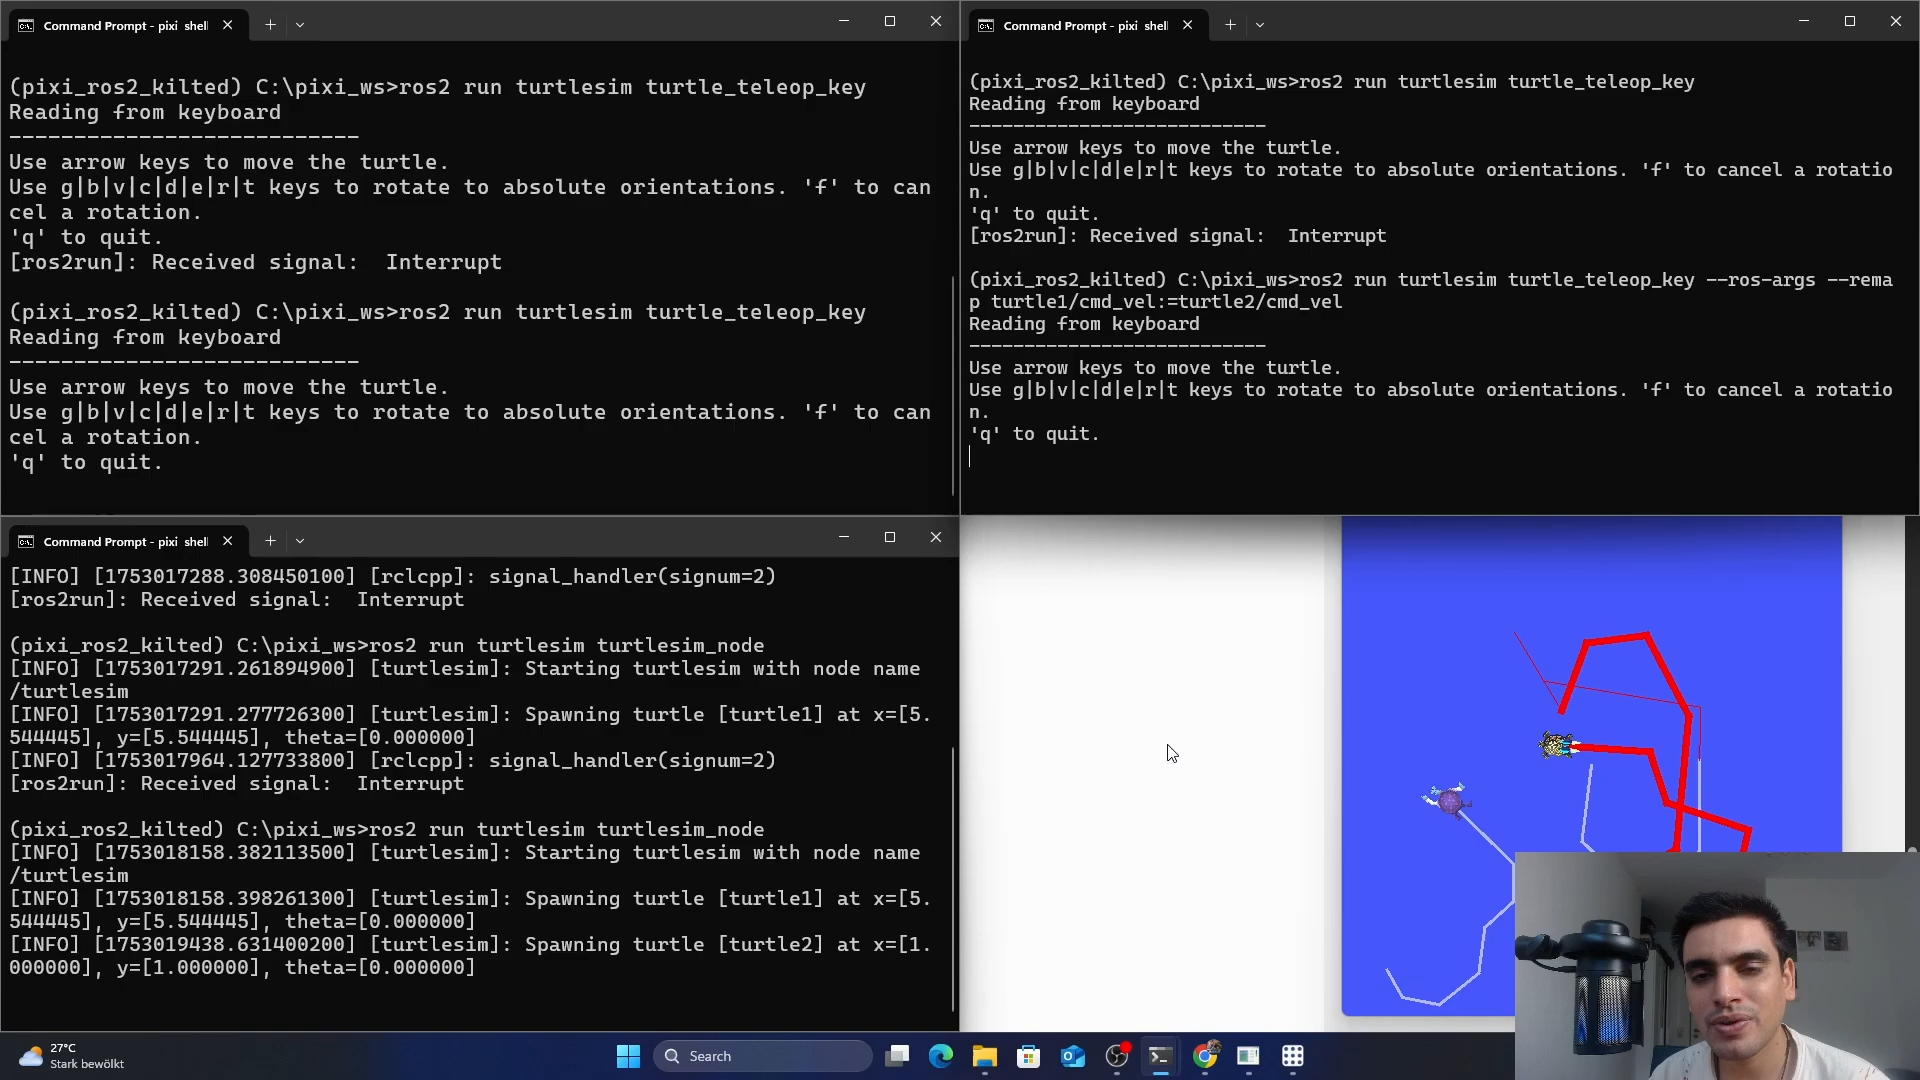 Command Prompt - pixi shell
(pixi_ros2_kilted) C:\pixi_ws>ros2 run turtlesim turtle_teleop_key
Reading from keyboard
---------------------------
Use arrow keys to move the turtle.
Use g|b|v|c|d|e|r|t keys to rotate to absolute orientations. 'f' to can
cel a rotation.
'q' to quit.
[ros2run]: Received signal:  Interrupt
(pixi_ros2_kilted) C:\pixi_ws>ros2 run turtlesim turtle_teleop_key
Reading from keyboard
---------------------------
Use arrow keys to move the turtle.
Use g|b|v|c|d|e|r|t keys to rotate to absolute orientations. 'f' to can
cel a rotation.
'q' to quit.
Command Prompt - pixi shell
(pixi_ros2_kilted) C:\pixi_ws>ros2 run turtlesim turtle_teleop_key
Reading from keyboard
---------------------------
Use arrow keys to move the turtle.
Use g|b|v|c|d|e|r|t keys to rotate to absolute orientations. 'f' to cancel a rotatio
n.
'q' to quit.
[ros2run]: Received signal:  Interrupt
(pixi_ros2_kilted) C:\pixi_ws>ros2 run turtlesim turtle_teleop_key --ros-args --rema
p turtle1/cmd_vel:=turtle2/cmd_vel
Reading from keyboard
---------------------------
Use arrow keys to move the turtle.
Use g|b|v|c|d|e|r|t keys to rotate to absolute orientations. 'f' to cancel a rotatio
n.
'q' to quit.
Command Prompt - pixi shell
[INFO] [1753017288.308450100] [rclcpp]: signal_handler(signum=2)
[ros2run]: Received signal:  Interrupt
(pixi_ros2_kilted) C:\pixi_ws>ros2 run turtlesim turtlesim_node
[INFO] [1753017291.261894900] [turtlesim]: Starting turtlesim with node name
/turtlesim
[INFO] [1753017291.277726300] [turtlesim]: Spawning turtle [turtle1] at x=[5.
544445], y=[5.544445], theta=[0.000000]
[INFO] [1753017964.127733800] [rclcpp]: signal_handler(signum=2)
[ros2run]: Received signal:  Interrupt
(pixi_ros2_kilted) C:\pixi_ws>ros2 run turtlesim turtlesim_node
[INFO] [1753018158.382113500] [turtlesim]: Starting turtlesim with node name
/turtlesim
[INFO] [1753018158.398261300] [turtlesim]: Spawning turtle [turtle1] at x=[5.
544445], y=[5.544445], theta=[0.000000]
[INFO] [1753019438.631400200] [turtlesim]: Spawning turtle [turtle2] at x=[1.
000000], y=[1.000000], theta=[0.000000]
27°C
Stark bewölkt
Search